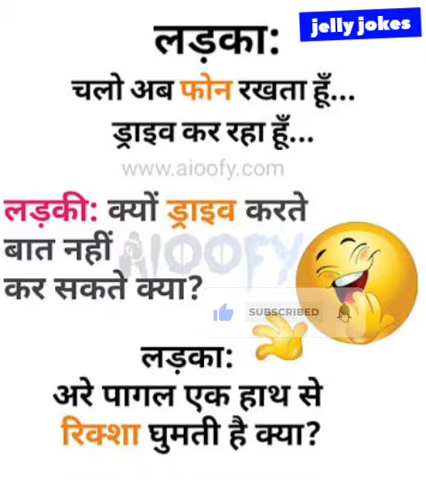 jelly jokes
लड़का:
चलो अब फोन रखता हूँ...
ड्राइव कर रहा हूँ...
www.aioofy.com
लड़की: क्यों ड्राइव करते
बात नहीं
AIOOFY
कर सकते क्या?
SUBSCRIBED
लड़का:
अरे पागल एक हाथ से
रिक्शा घुमती है क्या?